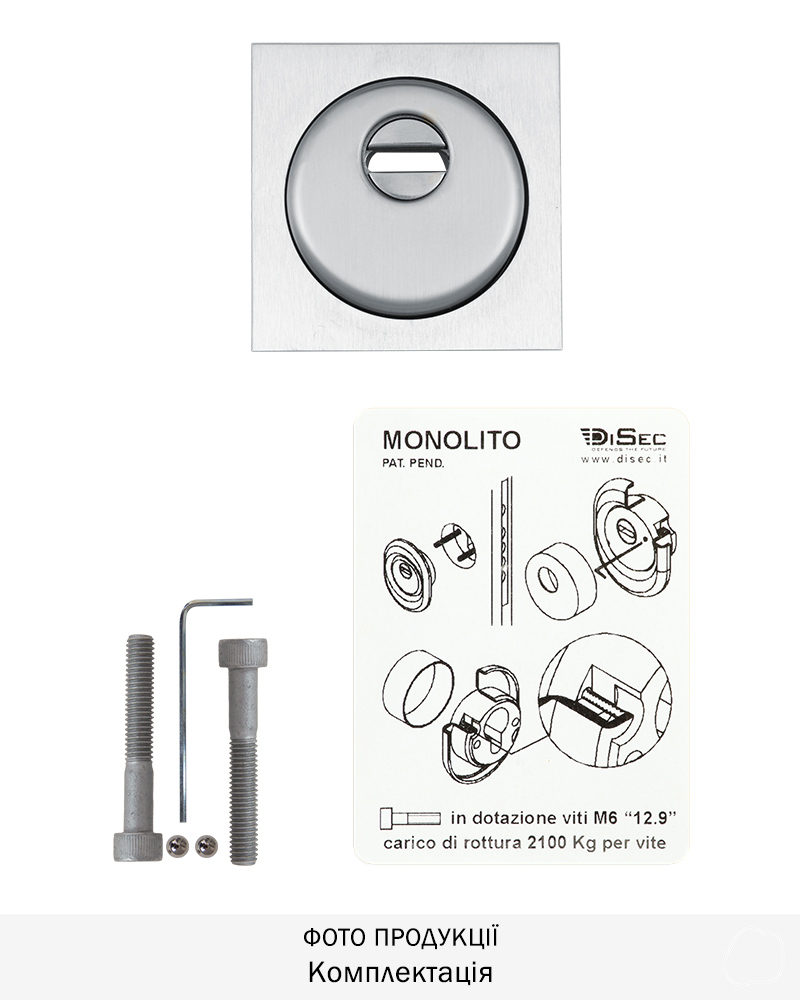 MONOLITO
PAT. PEND.
DiSec
DEFENDS THE FUTURE
www.disec.it
in dotazione viti M6 “12.9”
carico di rottura 2100 Kg per vite
ФОТО ПРОДУКЦІЇ
Комплектація